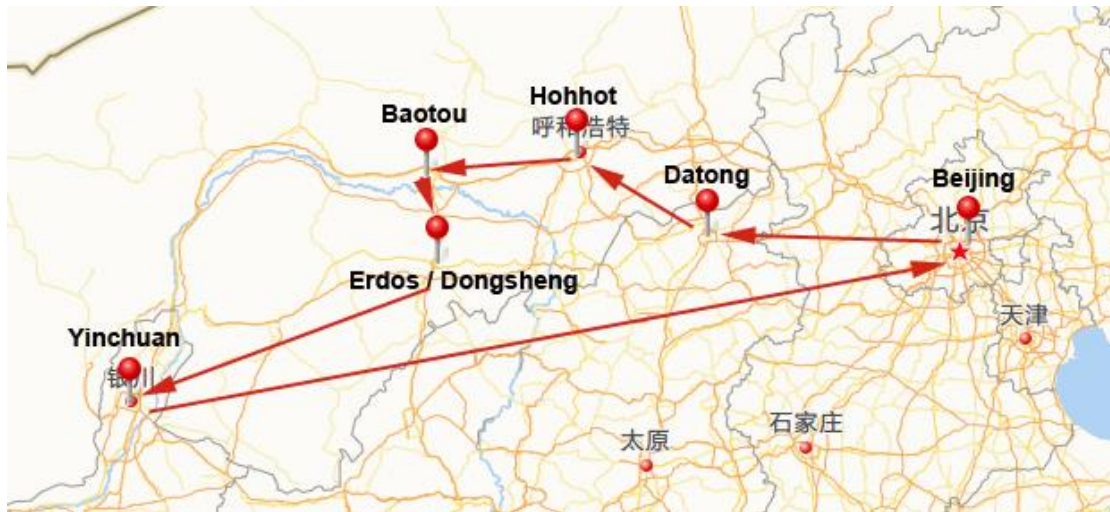 Hohhot
呼和浩特
Baotou
Datong
Beijing
北京
Erdos / Dongsheng
天津
Yinchuan
银川
石家庄
太原